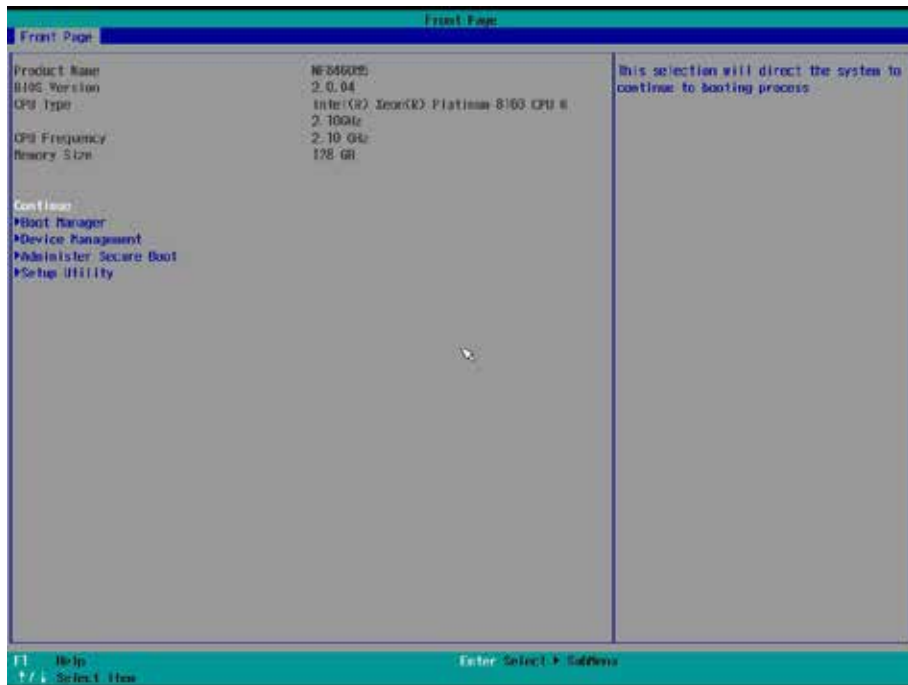 Front Page
Front Page
Product Name
BIOS Version 2.0.04
CPU Type Intel(R) Xeon(R) Platinum CPU @
2.10GHz
CPU Frequency 2.10 GHz
Memory Size 128 GB
Continue
▶Boot Manager
▶Device Management
▶Administer Secure Boot
▶Setup Utility
This selection will direct the system to
continue to booting process
F1 Help
↑/↓ Select Item
Enter Select ▶ SubMenu